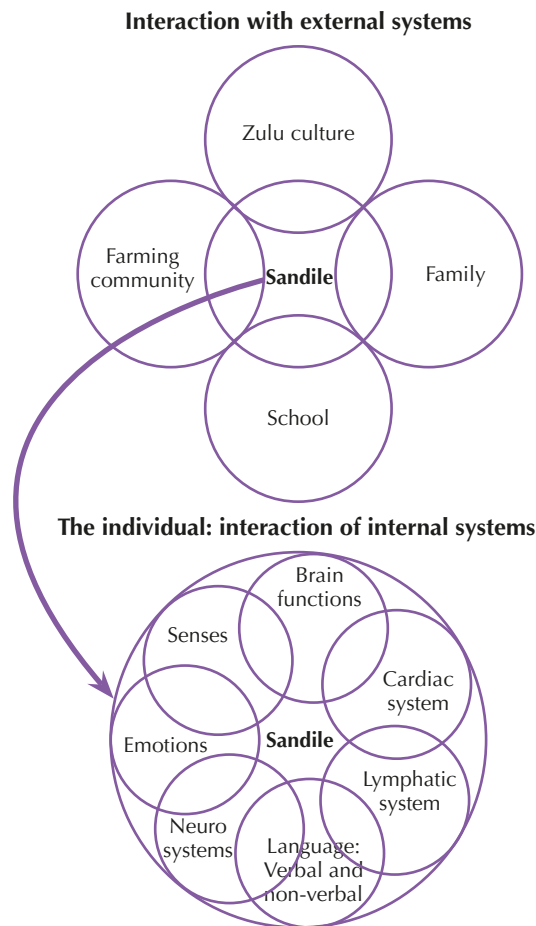 Interaction with external systems
Zulu culture
Farming
community
Sandile
Family
School
The individual: interaction of internal systems
Brain
functions
Senses
Cardiac
system
Emotions
Sandile
Lymphatic
system
Neuro
systems
Language:
Verbal and
non-verbal